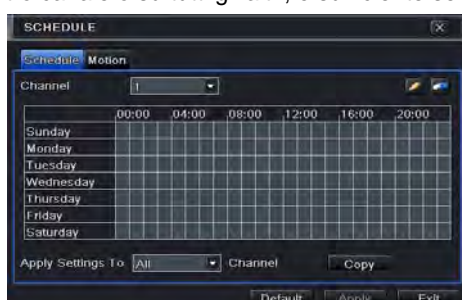 SCHEDULE
Schedule Motion
Channel 1
00:00 04:00 08:00 12:00 16:00 20:00
Sunday
Monday
Tuesday
Wednesday
Thursday
Friday
Saturday
Apply Settings To All Channel Copy
Default Apply Exit